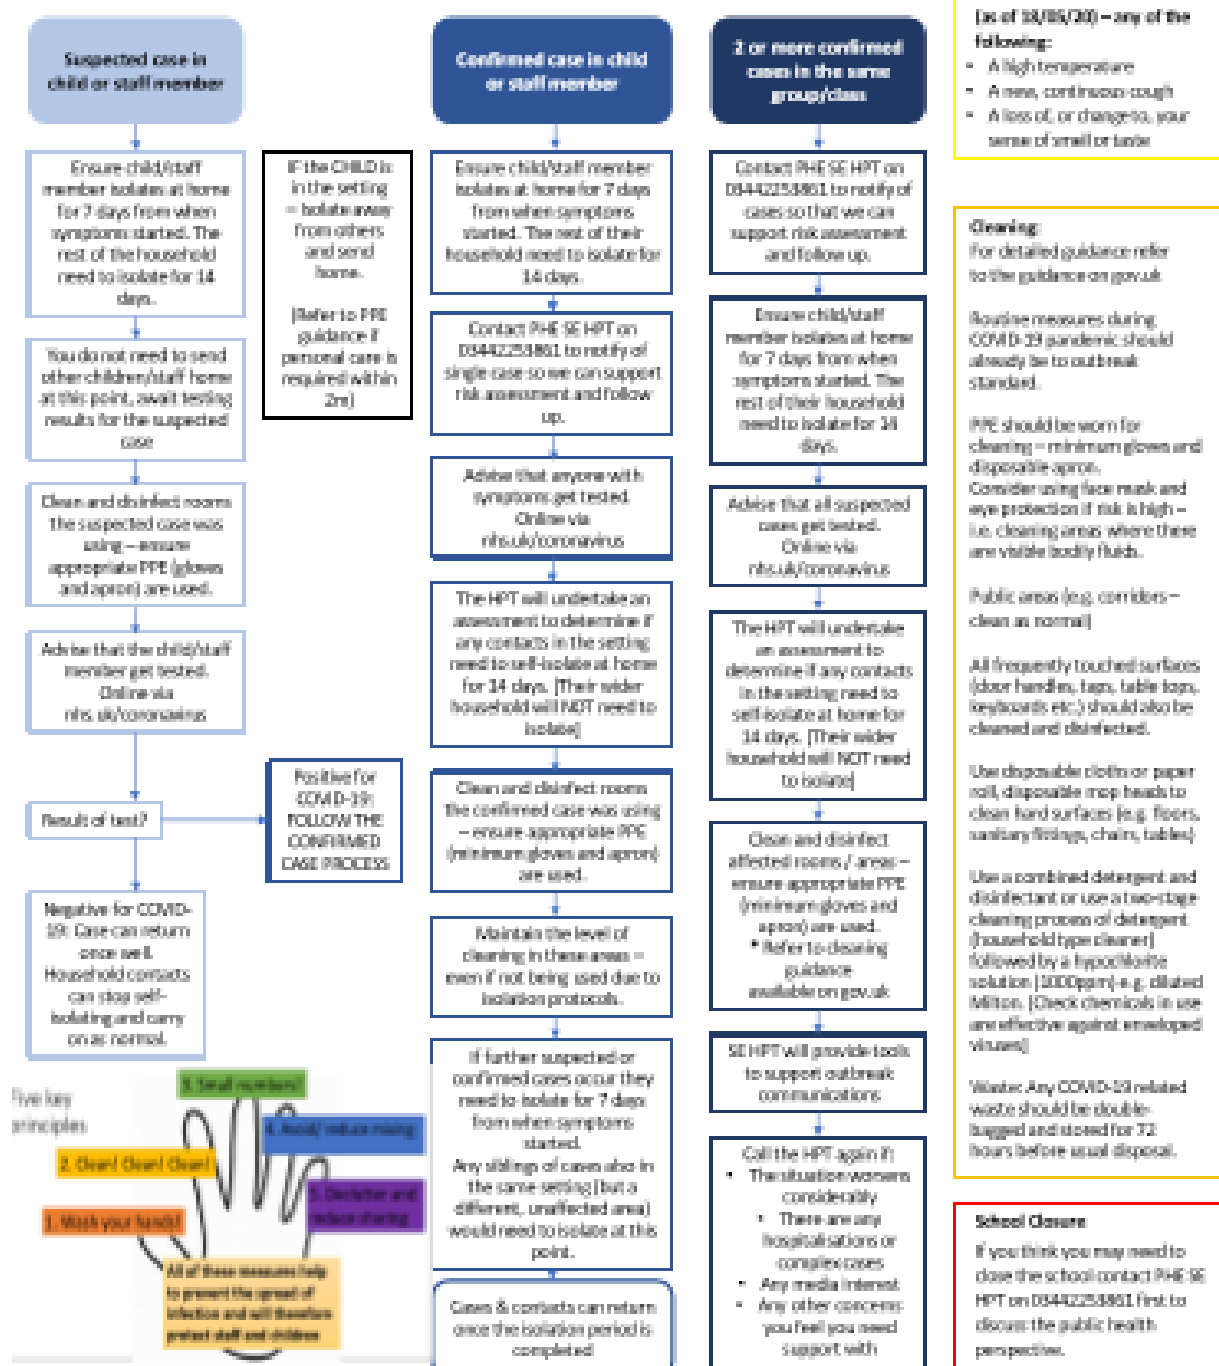 Suspected case in
child or staff member
Ensure child/staff
member isolates at home
for 7 days from when
symptoms started. The
rest of the household
need to isolate for 14
days.
You do not need to send
other children/staff home
at this point, await testing
results for the suspected
case
Clean and disinfect rooms
the suspected case was
using – ensure
appropriate PPE (gloves
and apron) are used.
Advise that the child/staff
member get tested.
Online via
nhs.uk/coronavirus
Result of test?
Negative for COVID-
19: Case can return
once well.
Household contacts
can stop self-
isolating and carry
on as normal.
IF the CHILD is
in the setting
– isolate away
from others
and send
home.
(Refer to PPE
guidance if
personal care is
required within
2m)
Positive for
COVID-19:
FOLLOW THE
CONFIRMED
CASE PROCESS
Five key
principles
3. Small numbers!
4. Avoid/ reduce mixing
2. Clean! Clean! Clean!
5. Declutter and
reduce sharing
1. Wash your hands!
All of these measures help
to prevent the spread of
infection and will therefore
protect staff and children
Confirmed case in child
or staff member
Ensure child/staff member
isolates at home for 7 days
from when symptoms
started. The rest of their
household need to isolate for
14 days.
Contact PHE SE HPT on
03442253861 to notify of
single case so we can support
risk assessment and follow
up.
Advise that anyone with
symptoms get tested.
Online via
nhs.uk/coronavirus
The HPT will undertake an
assessment to determine if
any contacts in the setting
need to self-isolate at home
for 14 days. (Their wider
household will NOT need to
isolate)
Clean and disinfect rooms
the confirmed case was using
– ensure appropriate PPE
(minimum gloves and apron)
are used.
Maintain the level of
cleaning in these areas –
even if not being used due to
isolation protocols.
If further suspected or
confirmed cases occur they
need to isolate for 7 days
from when symptoms
started.
Any siblings of cases also in
the same setting (but a
different, unaffected area)
would need to isolate at this
point.
Cases & contacts can return
once the isolation period is
completed
2 or more confirmed
cases in the same
group/class
Contact PHE SE HPT on
03442253861 to notify of
cases so that we can
support risk assessment
and follow up.
Ensure child/staff
member isolates at home
for 7 days from when
symptoms started. The
rest of their household
need to isolate for 14
days.
Advise that all suspected
cases get tested.
Online via
nhs.uk/coronavirus
The HPT will undertake
an assessment to
determine if any contacts
in the setting need to
self-isolate at home for
14 days. (Their wider
household will NOT need
to isolate)
Clean and disinfect
affected rooms / areas –
ensure appropriate PPE
(minimum gloves and
apron) are used.
* Refer to cleaning
guidance
available on gov.uk
SE HPT will provide tools
to support outbreak
communications
Call the HPT again if:
• The situation worsens
considerably
• There are any
hospitalisations or
complex cases
• Any media interest
• Any other concerns
you feel you need
support with
(as of 18/05/20) – any of the
following:
• A high temperature
• A new, continuous cough
• A loss of, or change to, your
sense of smell or taste
Cleaning:
For detailed guidance refer
to the guidance on gov.uk
Routine measures during
COVID-19 pandemic should
already be to outbreak
standard.
PPE should be worn for
cleaning – minimum gloves and
disposable apron.
Consider using face mask and
eye protection if risk is high –
i.e. cleaning areas where there
are visible bodily fluids.
Public areas (e.g. corridors –
clean as normal)
All frequently touched surfaces
(door handles, taps, table tops,
keyboards etc.) should also be
cleaned and disinfected.
Use disposable cloths or paper
roll, disposable mop heads to
clean hard surfaces (e.g. floors,
sanitary fittings, chairs, tables)
Use a combined detergent and
disinfectant or use a two-stage
cleaning process of detergent
(household type cleaner)
followed by a hypochlorite
solution (1000ppm) e.g. diluted
Milton. (Check chemicals in use
are effective against enveloped
viruses)
Waste: Any COVID-19 related
waste should be double-
bagged and stored for 72
hours before usual disposal.
School Closure
If you think you may need to
close the school contact PHE SE
HPT on 03442253861 first to
discuss the public health
perspective.